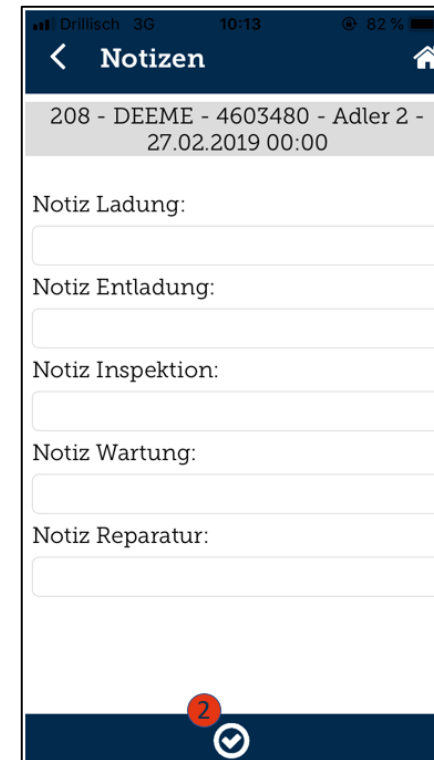 Drillisch 3G 10:13 82 %
Notizen
208 - DEEME - 4603480 - Adler 2 -
27.02.2019 00:00
Notiz Ladung:
Notiz Entladung:
Notiz Inspektion:
Notiz Wartung:
Notiz Reparatur:
2